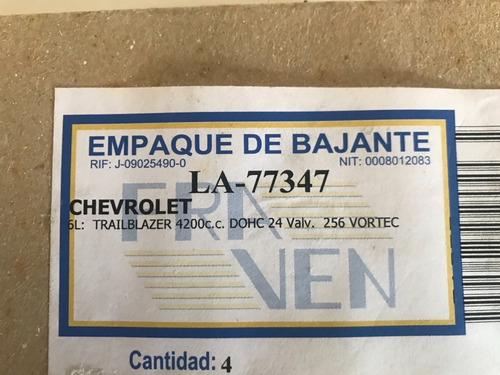 EMPAQUE DE BAJANTE
RIF: J-09025490-0 NIT: 0008012083
LA-77347
CHEVROLET
6L: TRAILBLAZER 4200c.c. DOHC 24 Valv. 256 VORTEC
FRA
VEN
Cantidad: 4